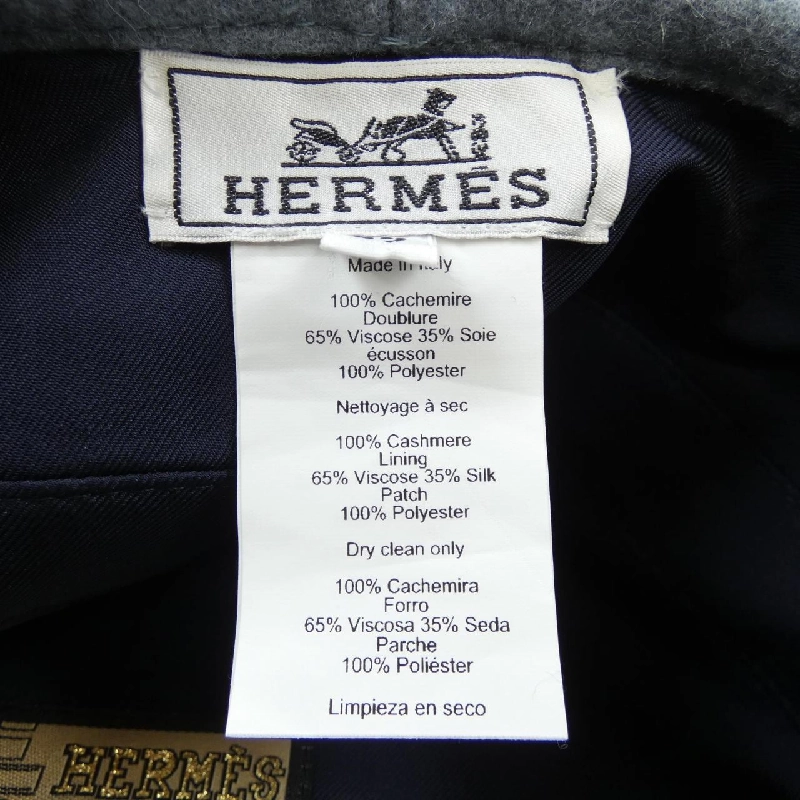 HERMÈS
Made in Italy
100% Cachemire
Doublure
65% Viscose 35% Soie
écusson
100% Polyester
Nettoyage à sec
100% Cashmere
Lining
65% Viscose 35% Silk
Patch
100% Polyester
Dry clean only
100% Cachemira
Forro
65% Viscosa 35% Seda
Parche
100% Poliéster
Limpieza en seco
HERMÈS